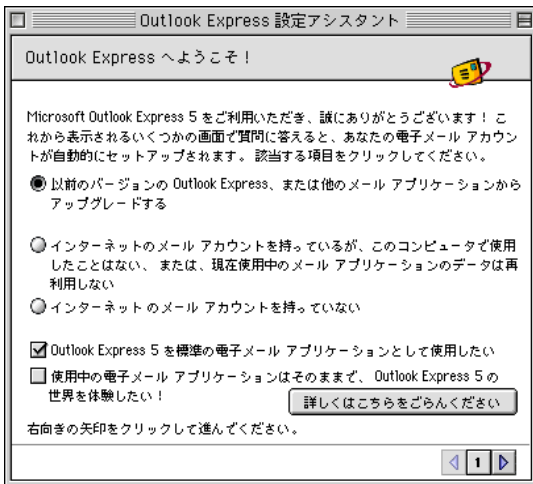 Outlook Express 設定アシスタント
Outlook Express へようこそ！
Microsoft Outlook Express 5 をご利用いただき、誠にありがとうございます！ こ
れから表示されるいくつかの画面で質問に答えると、あなたの電子メール アカウン
トが自動的にセットアップされます。 該当する項目をクリックしてください。
以前のバージョンの Outlook Express、または他のメール アプリケーションから
アップグレードする
インターネットのメール アカウントを持っているが、このコンピュータで使用
したことはない、 または、現在使用中のメール アプリケーションのデータは再
利用しない
インターネット のメール アカウントを持っていない
Outlook Express 5 を標準の電子メール アプリケーションとして使用したい
使用中の電子メール アプリケーションはそのままで、 Outlook Express 5 の
世界を体験したい！
詳しくはこちらをごらんください
右向きの矢印をクリックして進んでください。
1